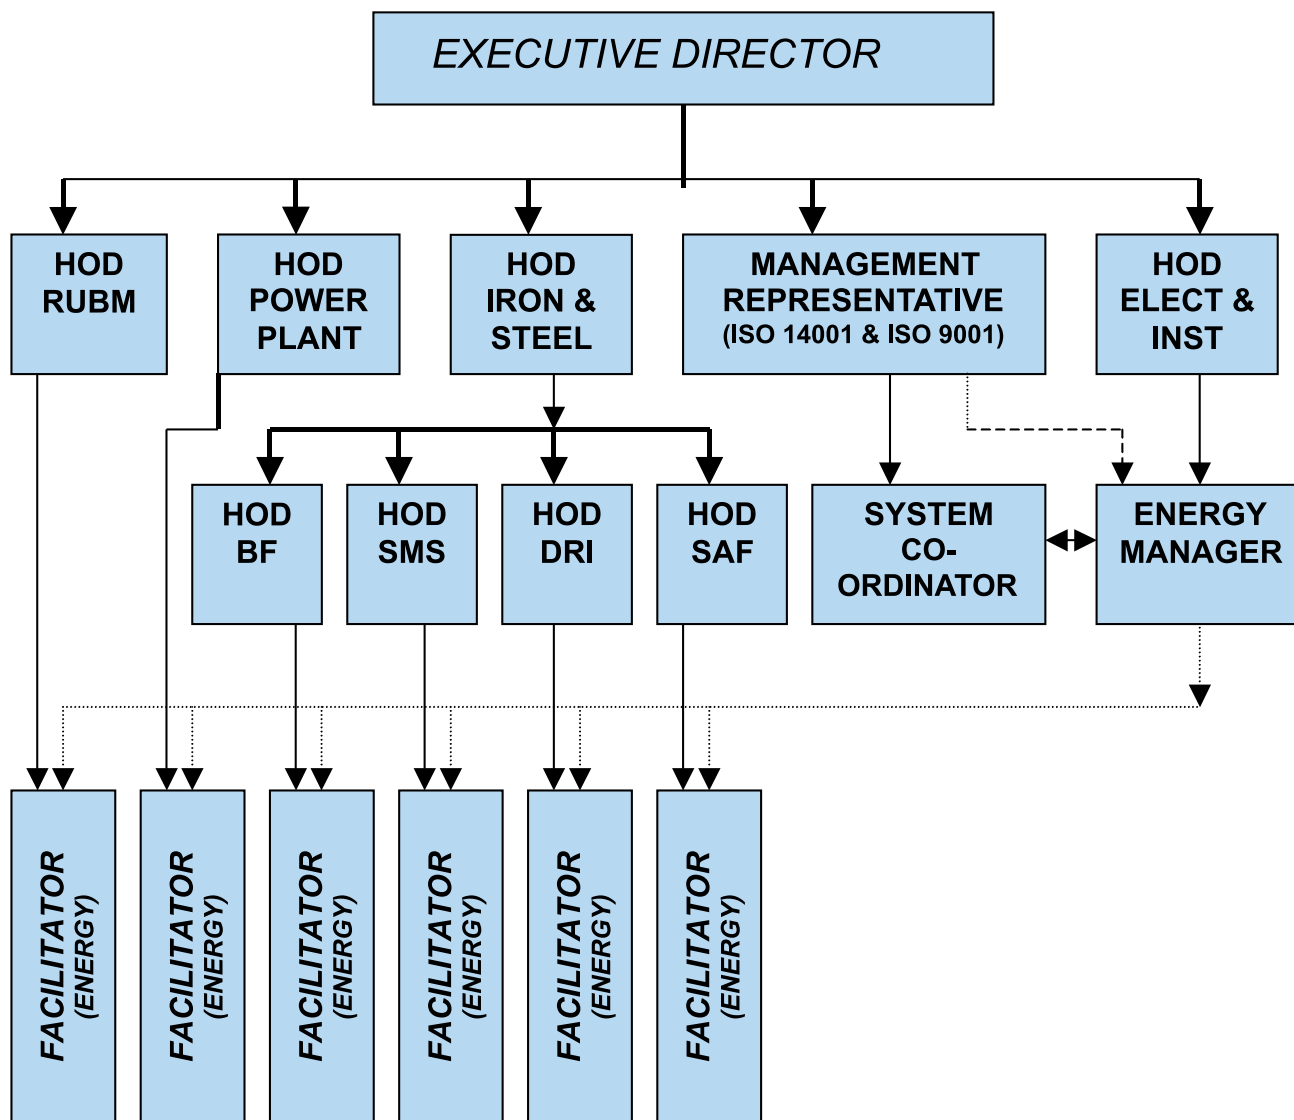 EXECUTIVE DIRECTOR
HOD
RUBM
HOD
POWER
PLANT
HOD
IRON &
STEEL
MANAGEMENT
REPRESENTATIVE
(ISO 14001 & ISO 9001)
HOD
ELECT &
INST
HOD
BF
HOD
SMS
HOD
DRI
HOD
SAF
SYSTEM
CO-
ORDINATOR
ENERGY
MANAGER
FACILITATOR
(ENERGY)
FACILITATOR
(ENERGY)
FACILITATOR
(ENERGY)
FACILITATOR
(ENERGY)
FACILITATOR
(ENERGY)
FACILITATOR
(ENERGY)